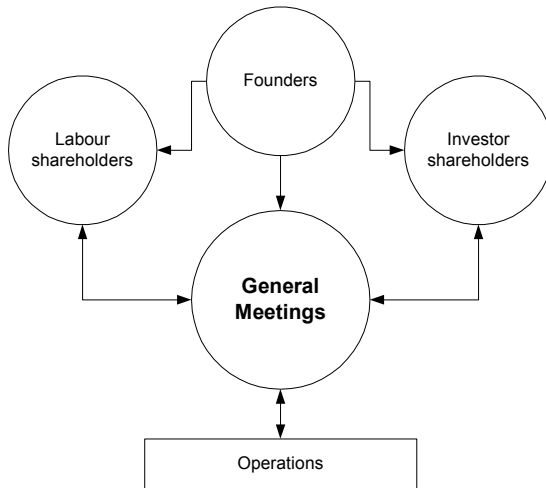 Founders
Labour
shareholders
Investor
shareholders
General
Meetings
Operations